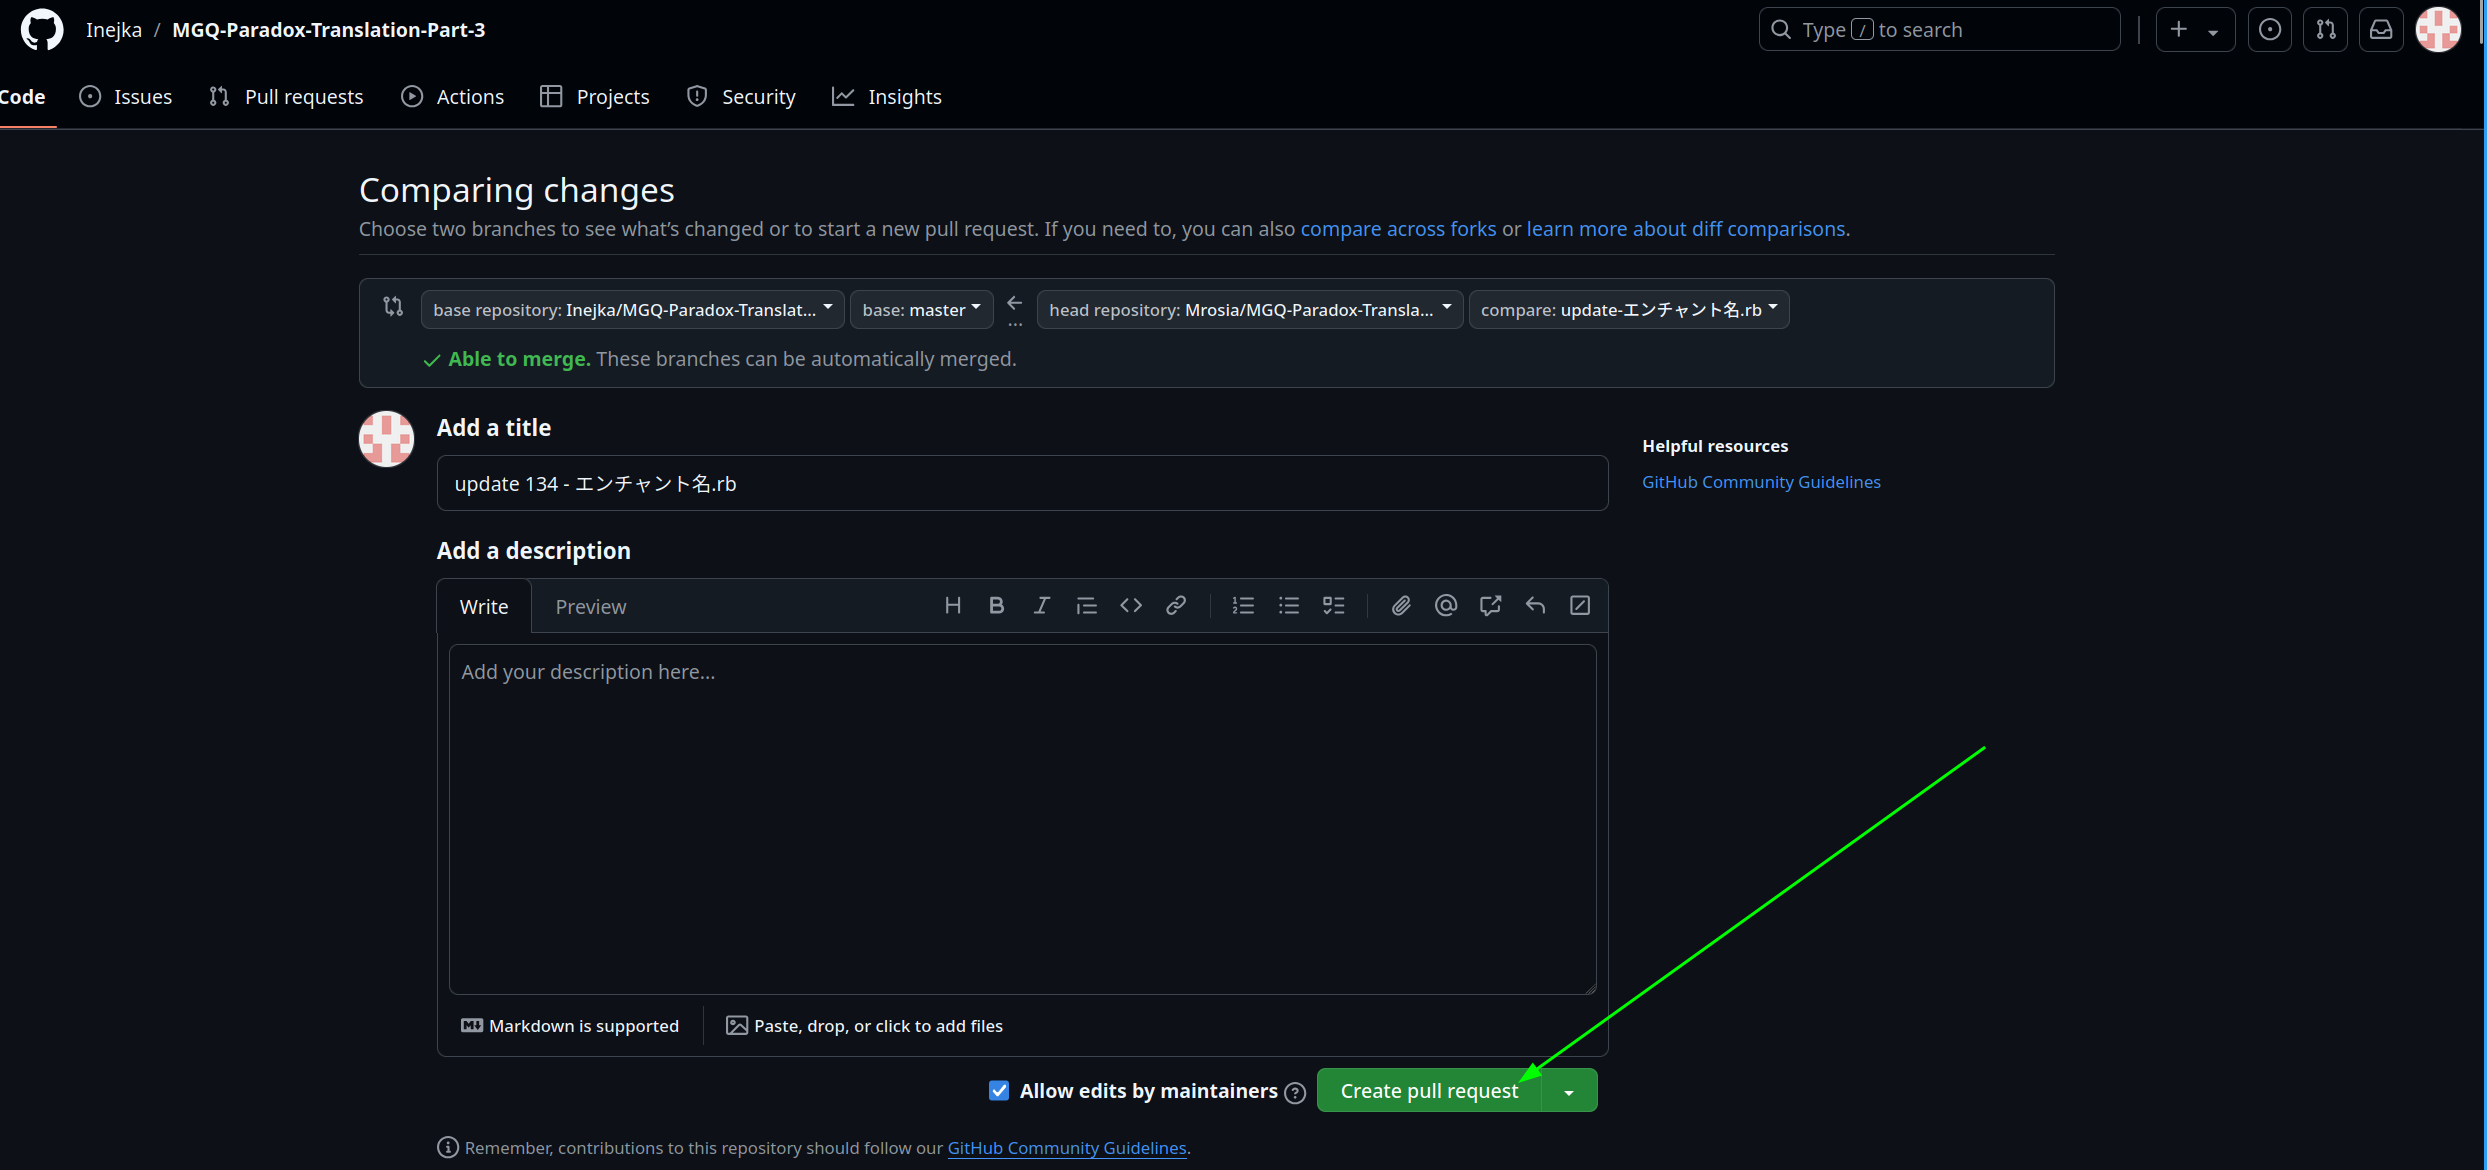 Inejka / MGQ-Paradox-Translation-Part-3
Type / to search
Code Issues Pull requests Actions Projects Security Insights
Comparing changes
Choose two branches to see what's changed or to start a new pull request. If you need to, you can also compare across forks or learn more about diff comparisons.
base repository: Inejka/MGQ-Paradox-Translat... base: master ... head repository: Mrosia/MGQ-Paradox-Transla... compare: update-エンチャント名.rb
Able to merge. These branches can be automatically merged.
Add a title
update 134 - エンチャント名.rb
Helpful resources
GitHub Community Guidelines
Add a description
Write Preview
Add your description here...
Markdown is supported
Paste, drop, or click to add files
Allow edits by maintainers
Create pull request
Remember, contributions to this repository should follow our GitHub Community Guidelines.